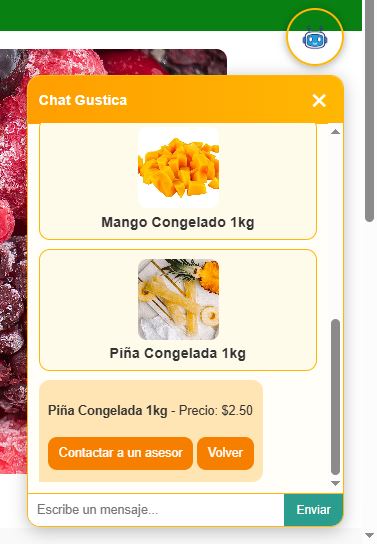 Chat Gustica
×
Mango Congelado 1kg
Piña Congelada 1kg
Piña Congelada 1kg - Precio: $2.50
Contactar a un asesor Volver
Escribe un mensaje... Enviar